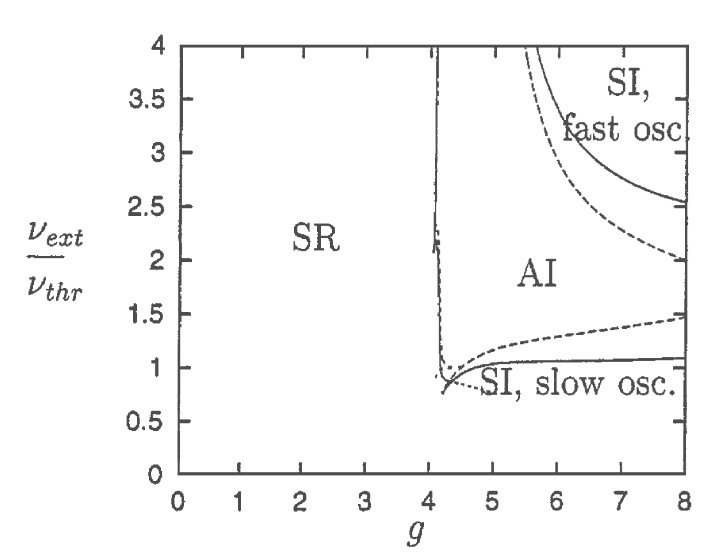 4
3.5
3
2.5
2
1.5
1
0.5
0
ν_ext
ν_thr
SR
AI
SI,
fast osc.
SI, slow osc.
0 1 2 3 4 5 6 7 8
g